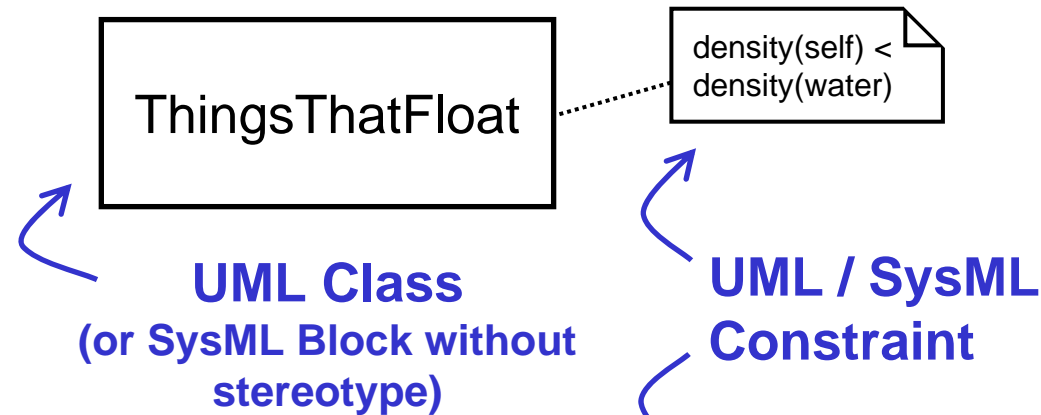 ThingsThatFloat
density(self) <
density(water)
UML Class
(or SysML Block without
stereotype)
UML / SysML
Constraint